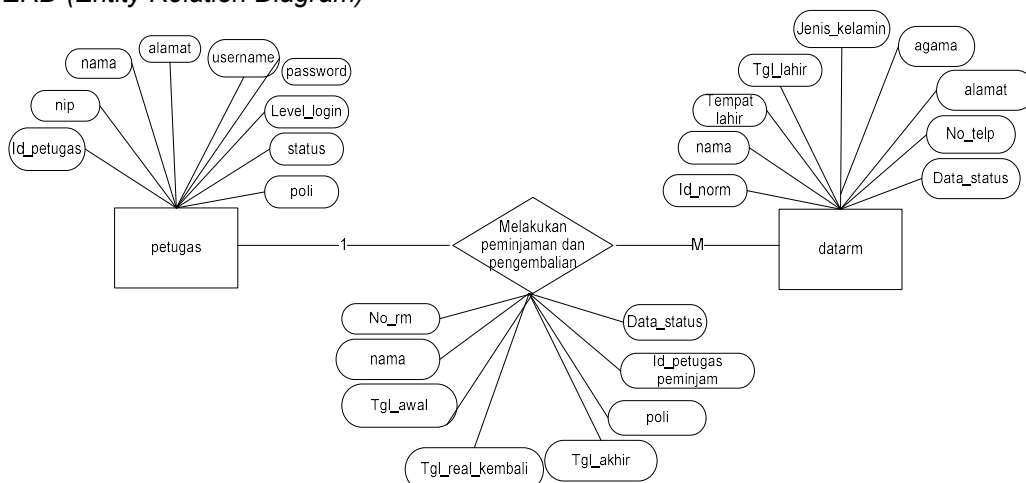 ERD (Entity Relation Diagram)
Jenis_kelamin
alamat
username
agama
nama
password
Tgl_lahir
alamat
nip
Level_login
Tempat
lahir
No_telp
Id_petugas
status
nama
Data_status
poli
Id_norm
petugas
1
Melakukan
peminjaman dan
pengembalian
M
datarm
No_rm
Data_status
nama
Id_petugas
peminjam
Tgl_awal
poli
Tgl_real_kembali
Tgl_akhir